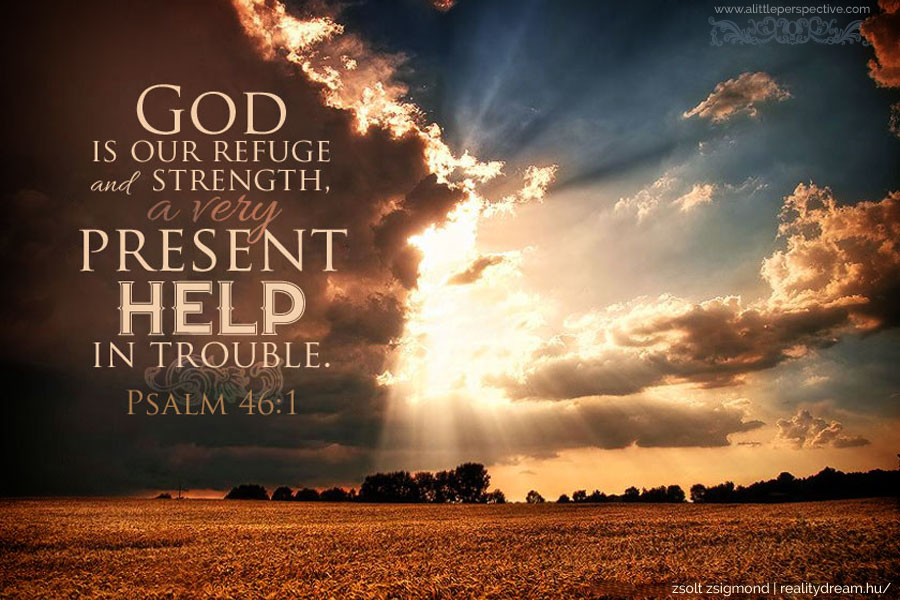 www.alittleperspective.com
God
IS OUR REFUGE
and STRENGTH,
a very
PRESENT
HELP
IN TROUBLE.
Psalm 46:1
zsolt zsigmond | realitydream.hu/